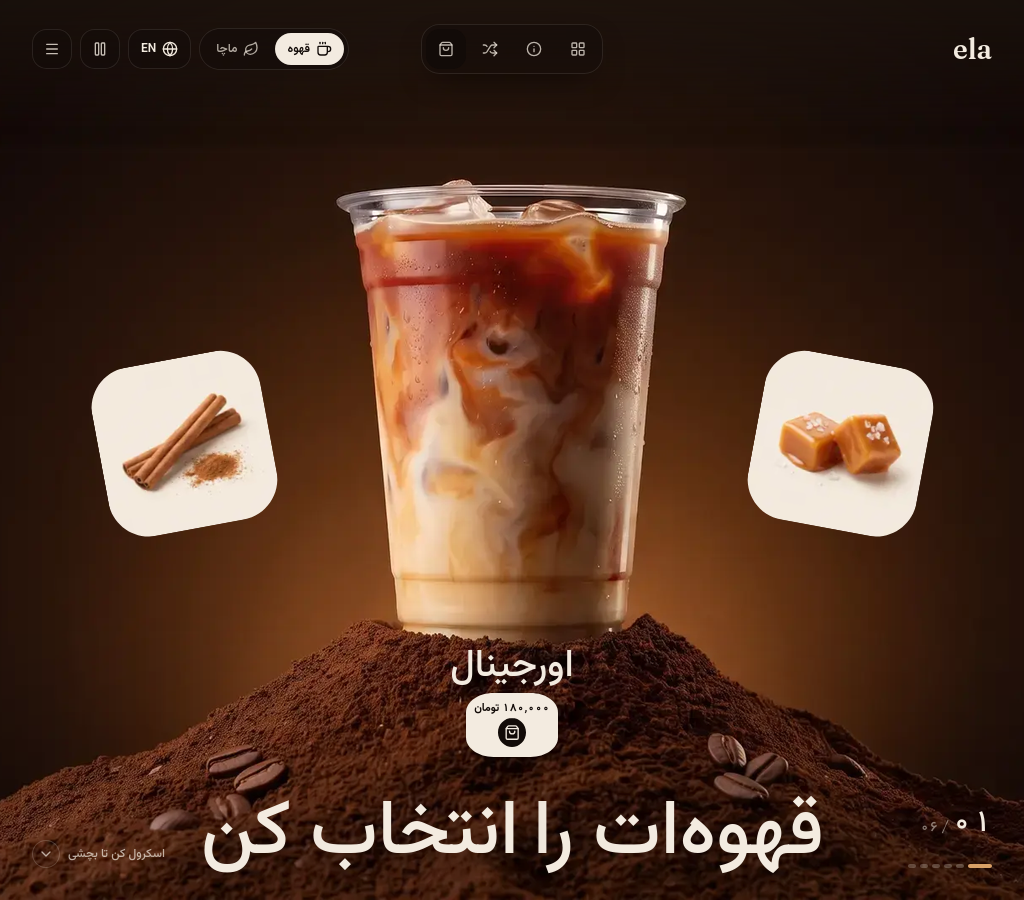 ela
قهوه
ماچا
EN
اورجینال
۱۸۰,۰۰۰ تومان
قهوه‌ات را انتخاب کن
۰۱ / ۰۶
اسکرول کن تا بچشی